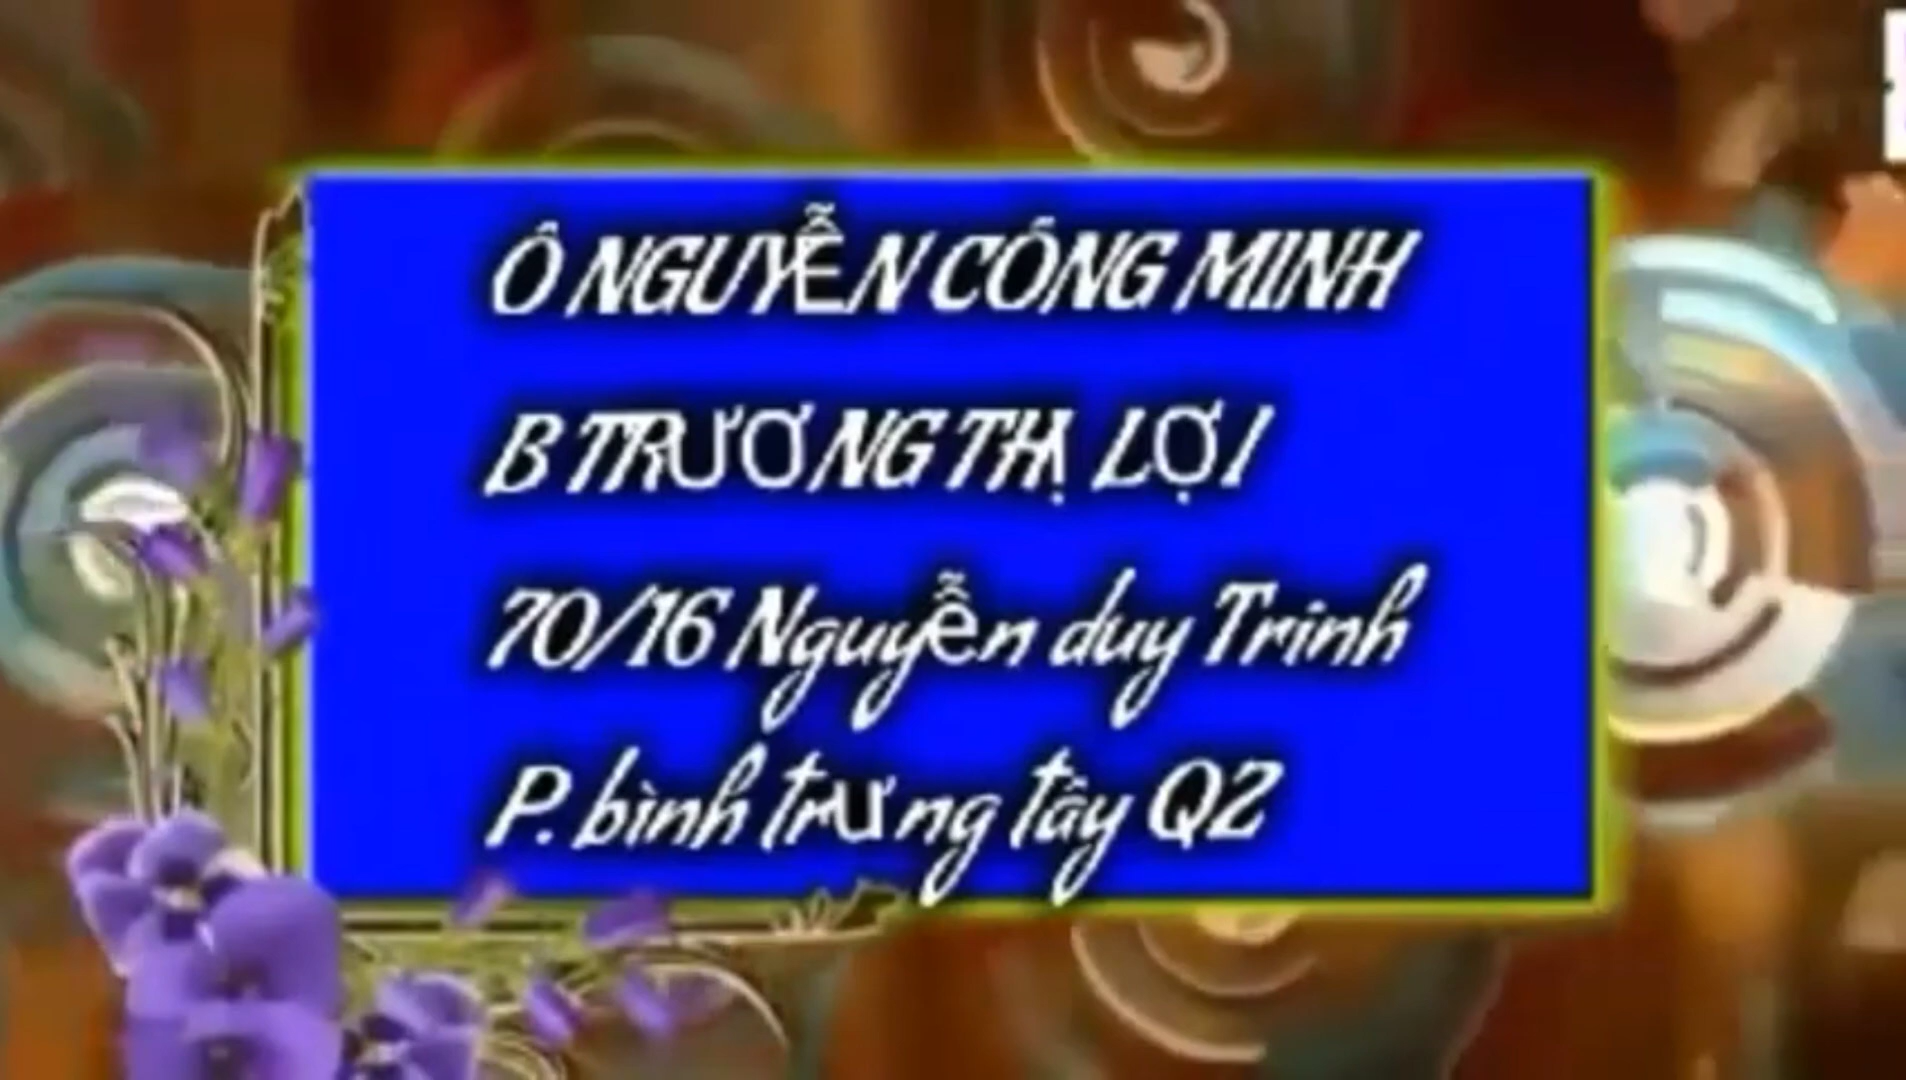 Ô NGUYỄN CÔNG MINH
B TRƯƠNG THỊ LỢI
70/16 Nguyễn duy Trinh
P. bình trưng tây Q2